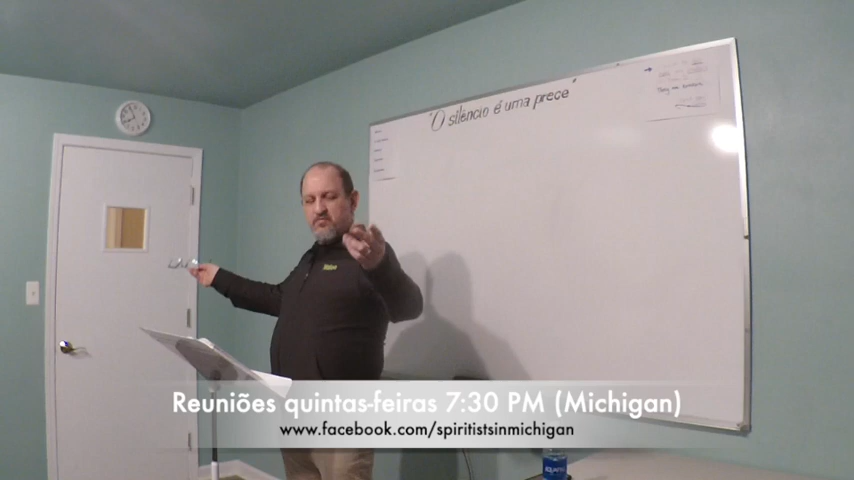 "O silêncio é uma prece"
Reuniões quintas-feiras 7:30 PM (Michigan)
www.facebook.com/spiritistsinmichigan